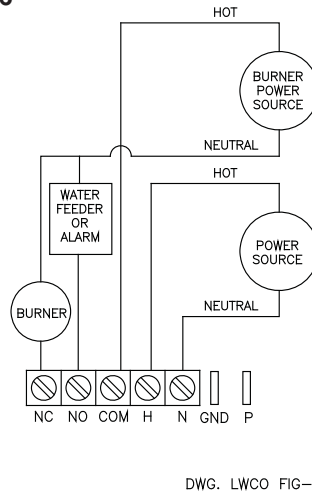 HOT
BURNER
POWER
SOURCE
NEUTRAL
HOT
WATER
FEEDER
OR
ALARM
POWER
SOURCE
NEUTRAL
BURNER
NC NO COM H N GND P
DWG. LWCO FIG-